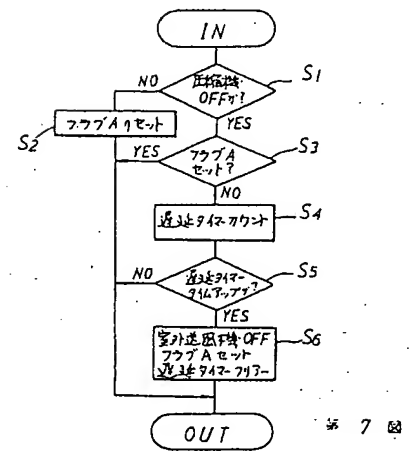 IN
圧縮機
OFFか?
S1
NO
YES
フラグAリセット
S2
フラグA
セット?
S3
YES
NO
遅延タイマーカウント
S4
遅延タイマー
タイムアップか?
S5
NO
YES
室外送風機OFF
フラグAセット
遅延タイマークリアー
S6
OUT
第7図